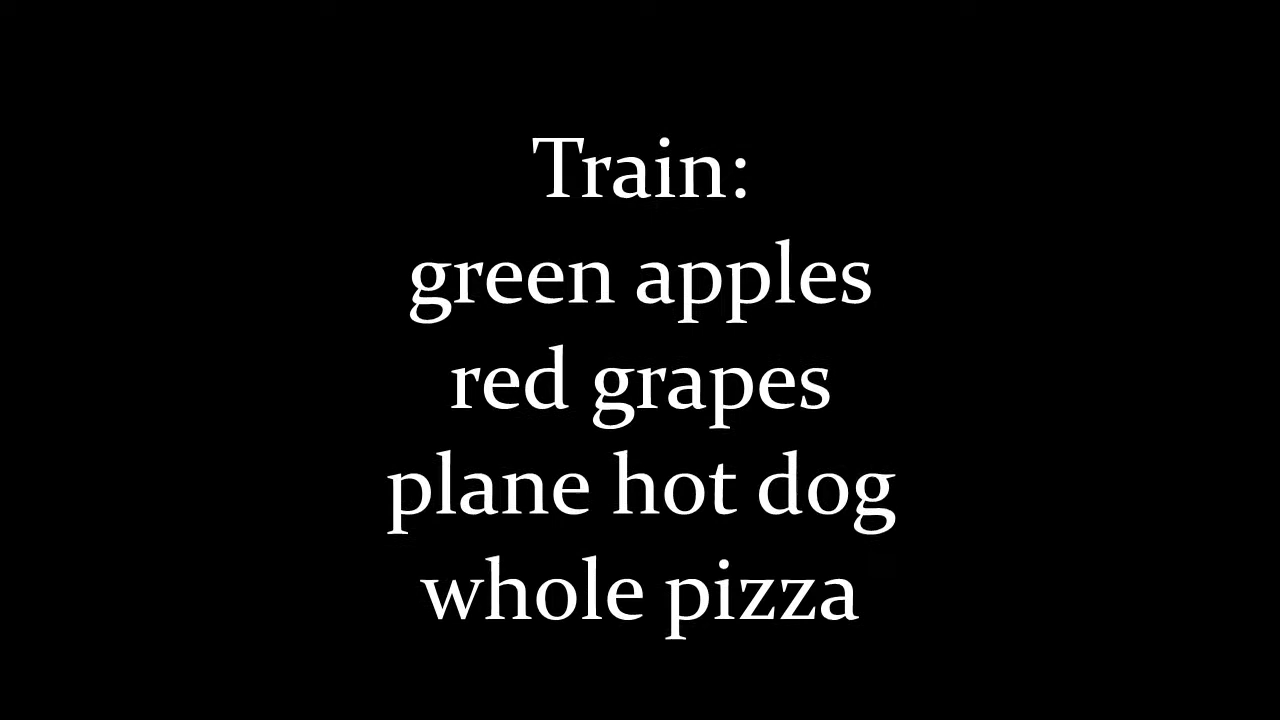 Train:
green apples
red grapes
plane hot dog
whole pizza